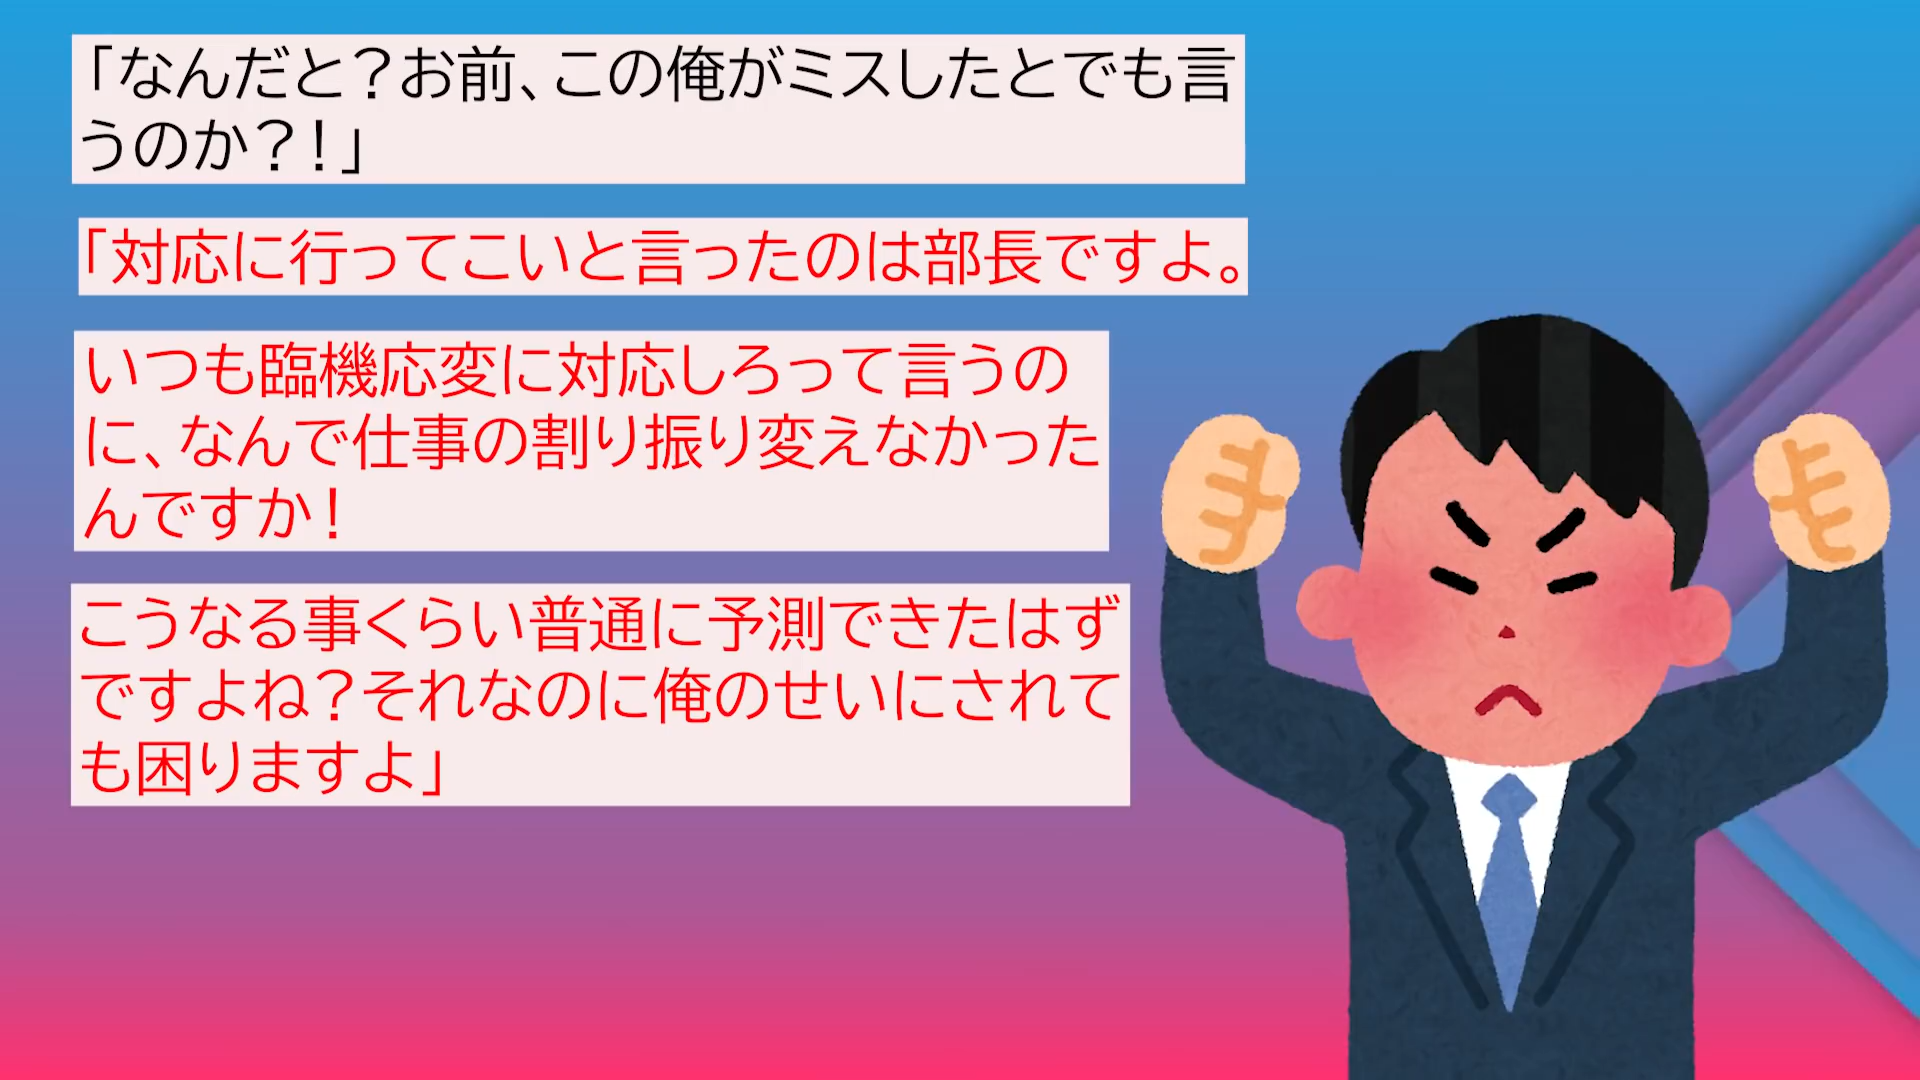 「なんだと？お前、この俺がミスしたとでも言
うのか？！」
「対応に行ってこいと言ったのは部長ですよ。
いつも臨機応変に対応しろって言うの
に、なんで仕事の割り振り変えなかった
んですか！
こうなる事くらい普通に予測できたはず
ですよね？それなのに俺のせいにされて
も困りますよ」